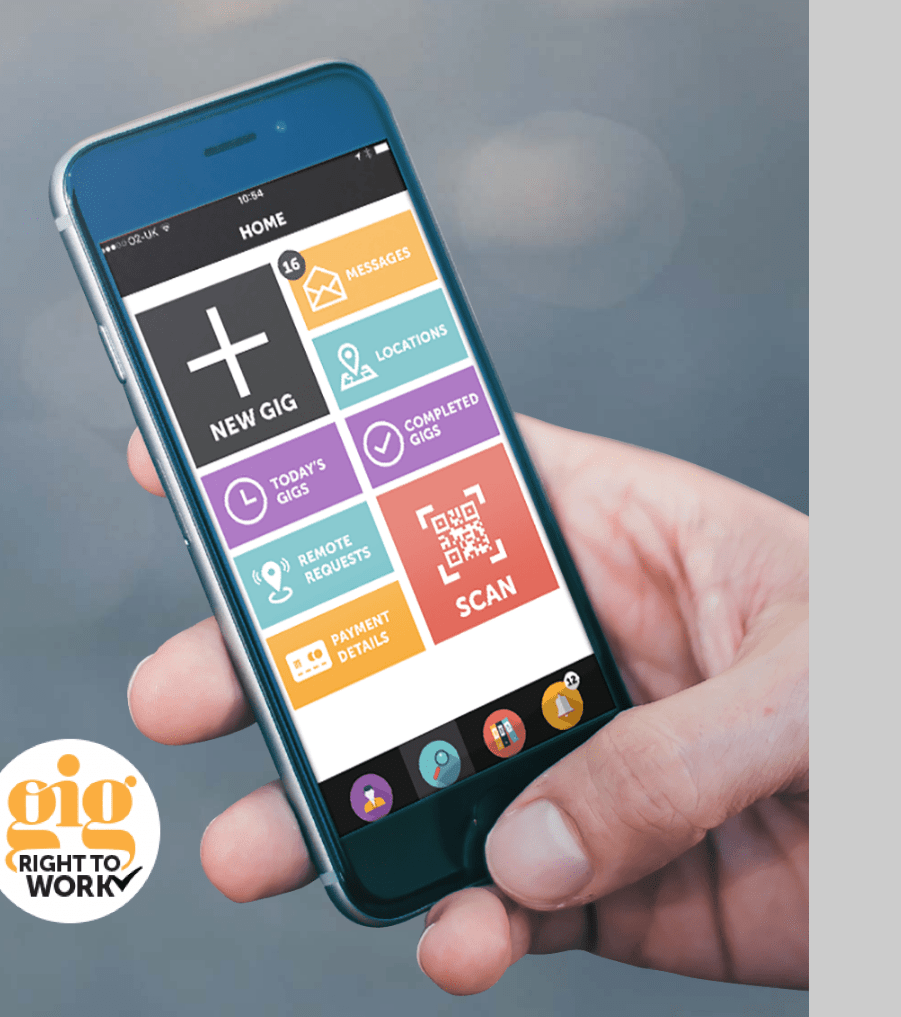 10:54
●●●○○ O2-UK
HOME
16
MESSAGES
NEW GIG
LOCATIONS
TODAY'S
GIGS
COMPLETED
GIGS
REMOTE
REQUESTS
SCAN
PAYMENT
DETAILS
12
gig
RIGHT TO
WORK